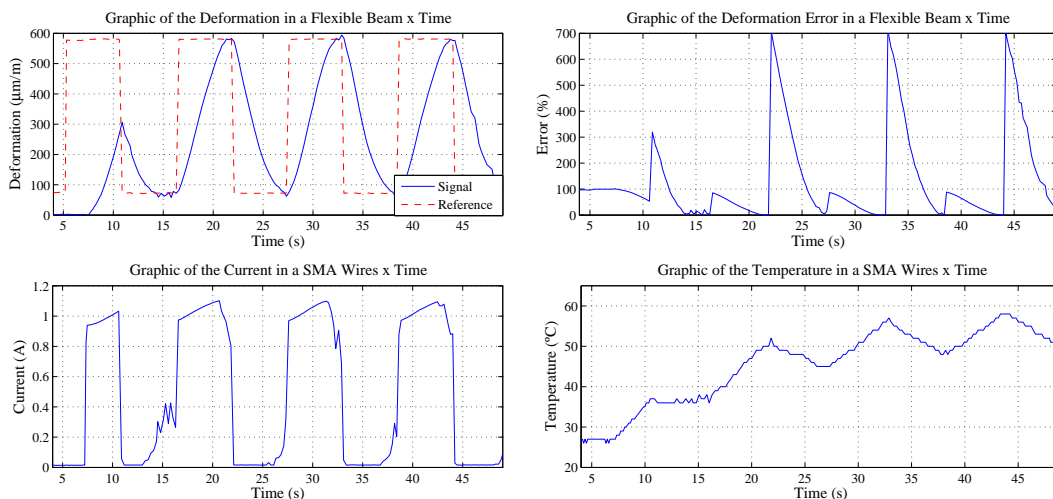 Graphic of the Deformation in a Flexible Beam x Time
600
500
400
300
200
100
0
Deformation (µm/m)
5 10 15 20 25 30 35 40 45
Time (s)
Signal
Reference
Graphic of the Deformation Error in a Flexible Beam x Time
700
600
500
400
300
200
100
0
Error (%)
5 10 15 20 25 30 35 40 45
Time (s)
Graphic of the Current in a SMA Wires x Time
1.2
1
0.8
0.6
0.4
0.2
0
Current (A)
5 10 15 20 25 30 35 40 45
Time (s)
Graphic of the Temperature in a SMA Wires x Time
60
50
40
30
20
Temperature (ºC)
5 10 15 20 25 30 35 40 45
Time (s)